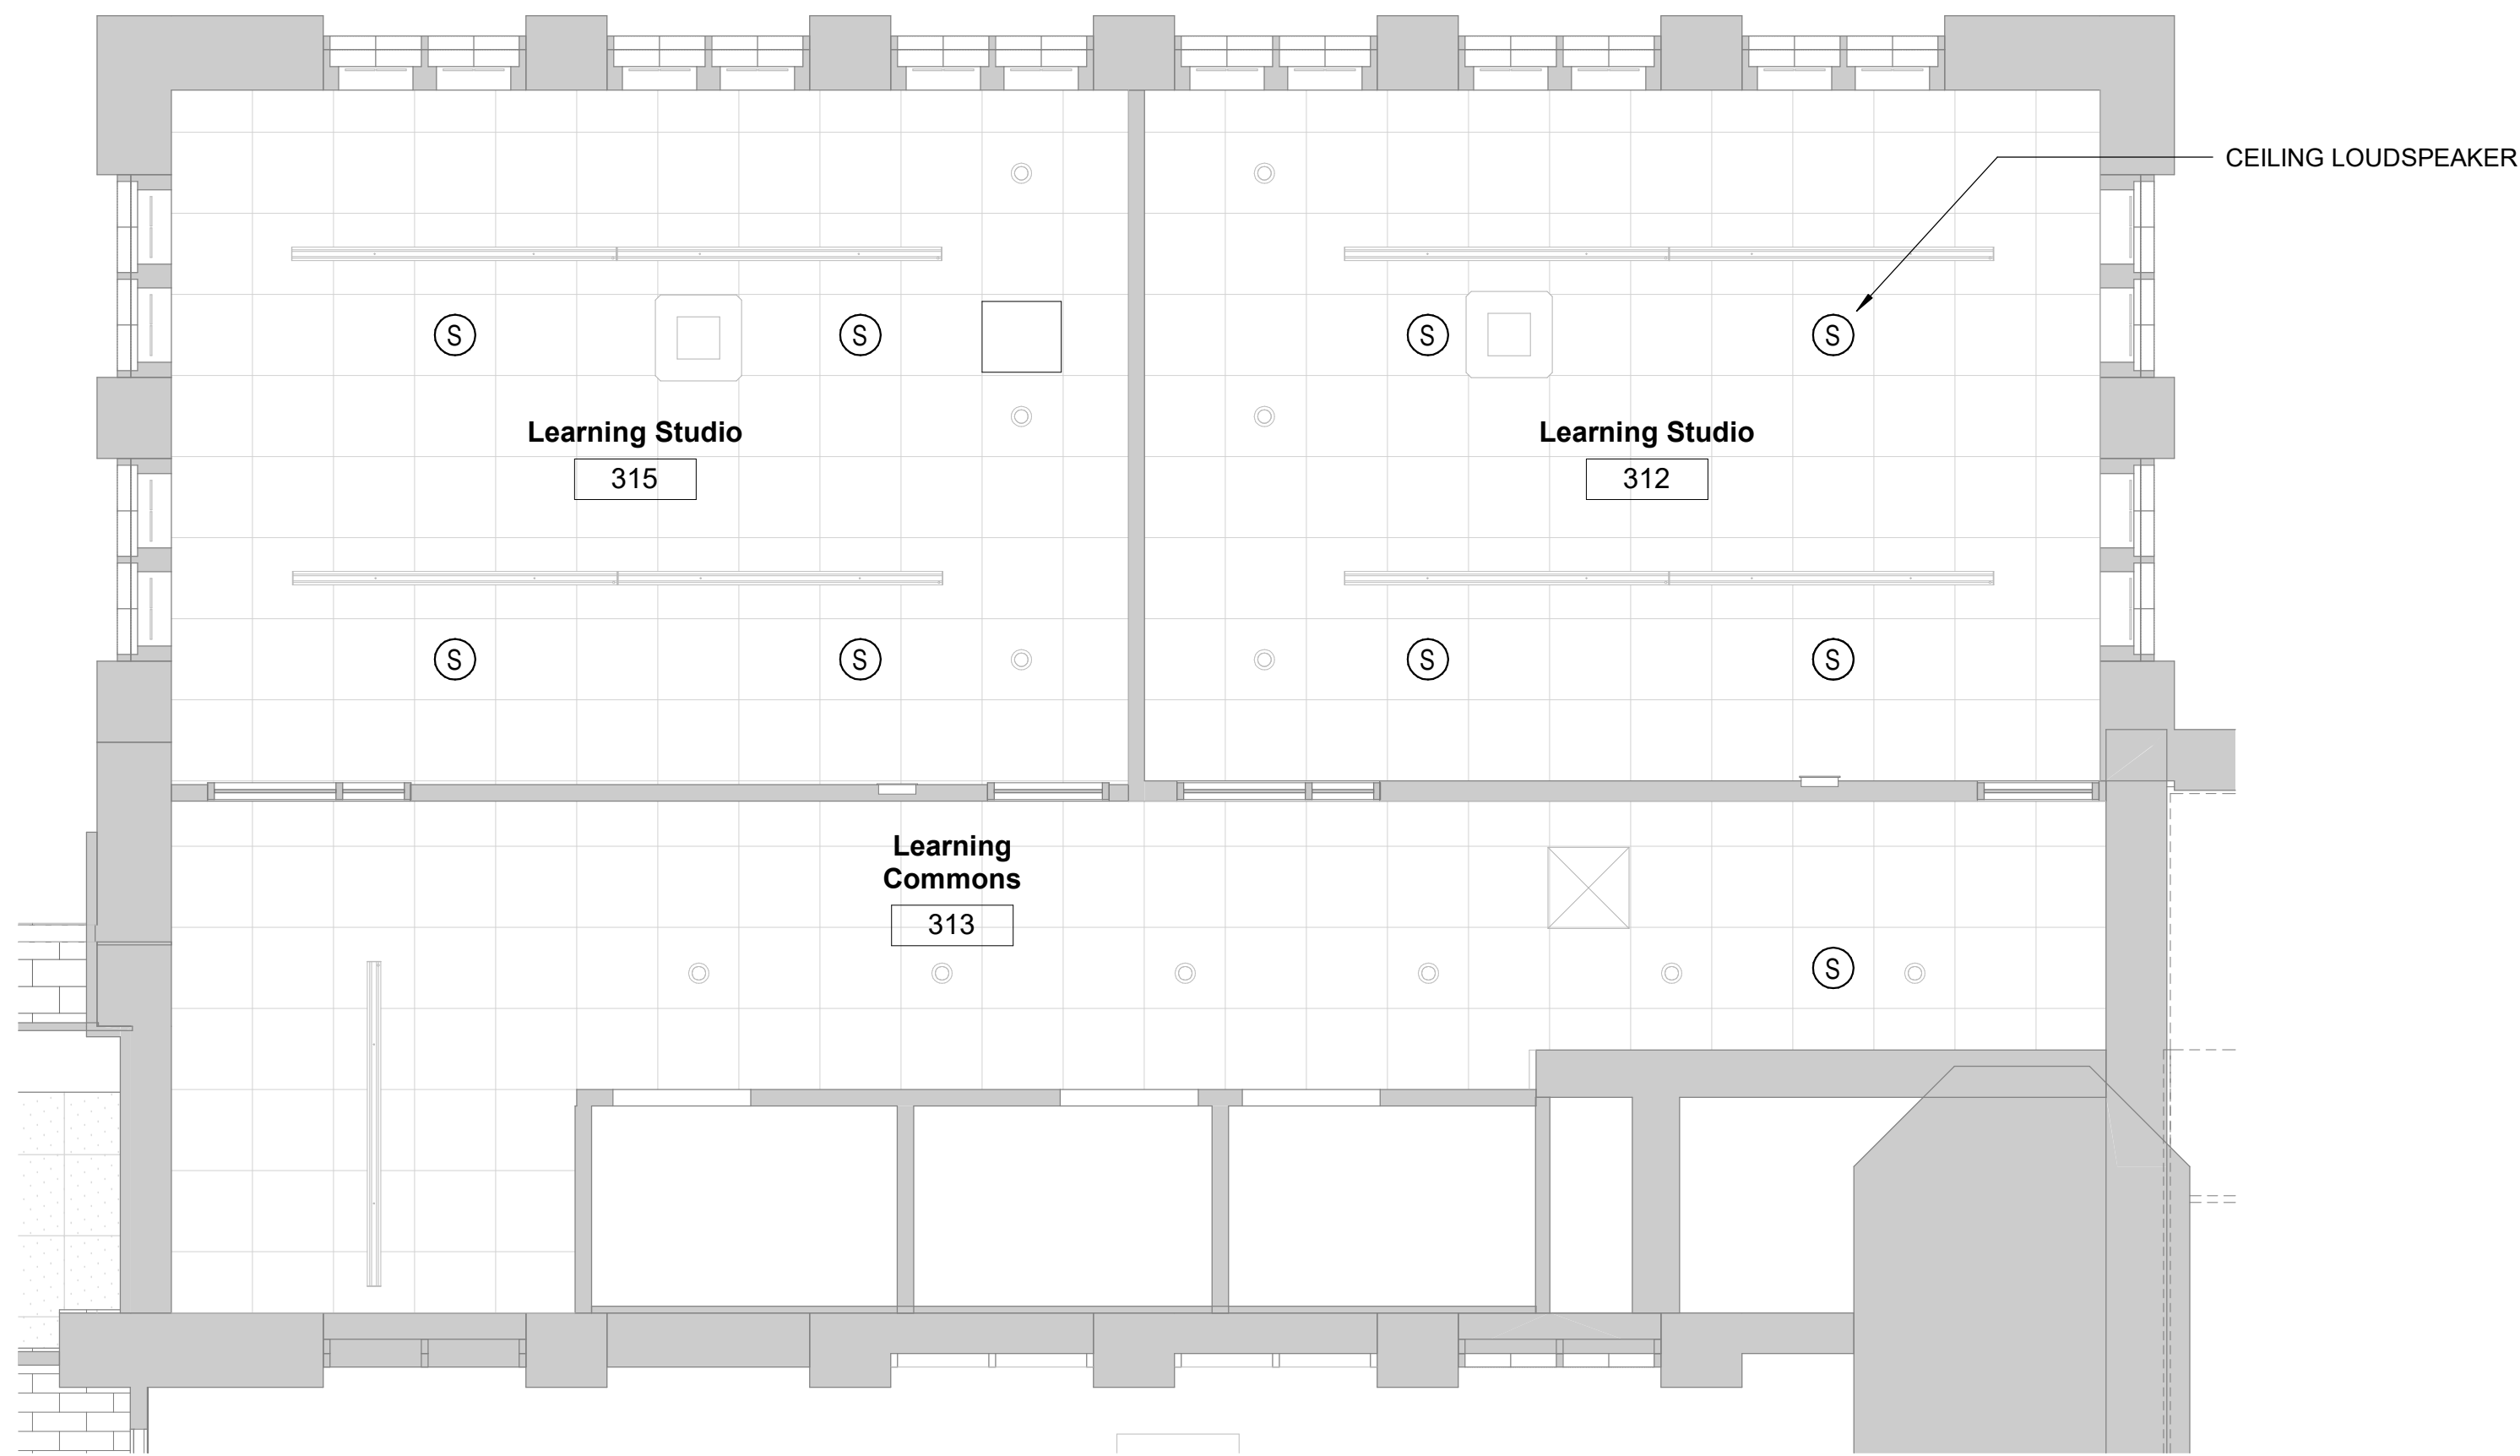 CEILING LOUDSPEAKER
S S S S
Learning Studio Learning Studio
315 312
S S S S
Learning
Commons
313
S